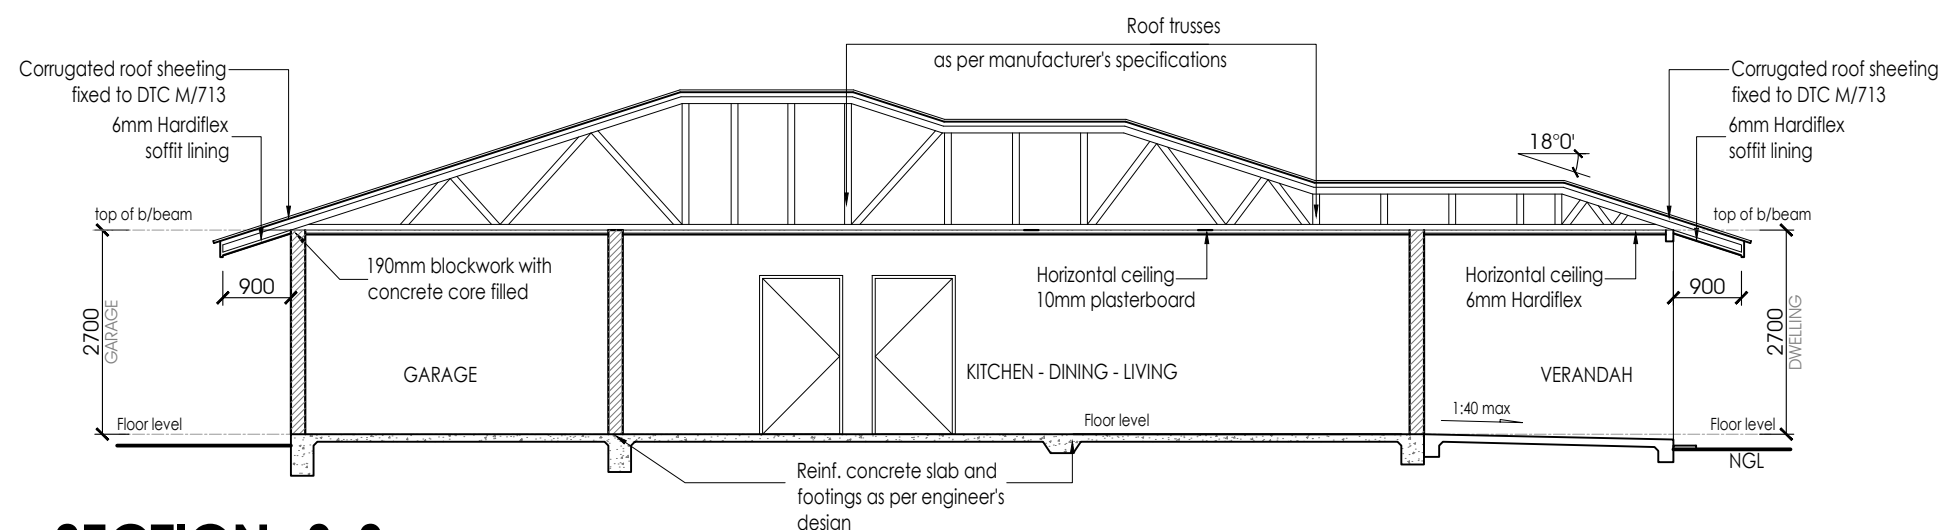 Roof trusses
as per manufacturer's specifications
Corrugated roof sheeting
fixed to DTC M/713
6mm Hardiflex
soffit lining
Corrugated roof sheeting
fixed to DTC M/713
6mm Hardiflex
soffit lining
18°0'
top of b/beam
top of b/beam
190mm blockwork with
concrete core filled
Horizontal ceiling
10mm plasterboard
Horizontal ceiling
6mm Hardiflex
900
900
2700
GARAGE
2700
DWELLING
GARAGE
KITCHEN - DINING - LIVING
VERANDAH
1:40 max
Floor level
Floor level
Floor level
NGL
Reinf. concrete slab and
footings as per engineer's
design